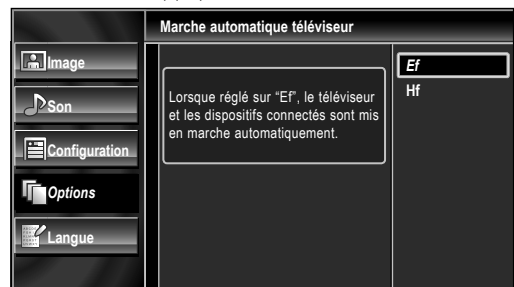 Marche automatique téléviseur
Image
Son
Configuration
Options
Langue
Lorsque réglé sur “Ef”, le téléviseur
et les dispositifs connectés sont mis
en marche automatiquement.
Ef
Hf